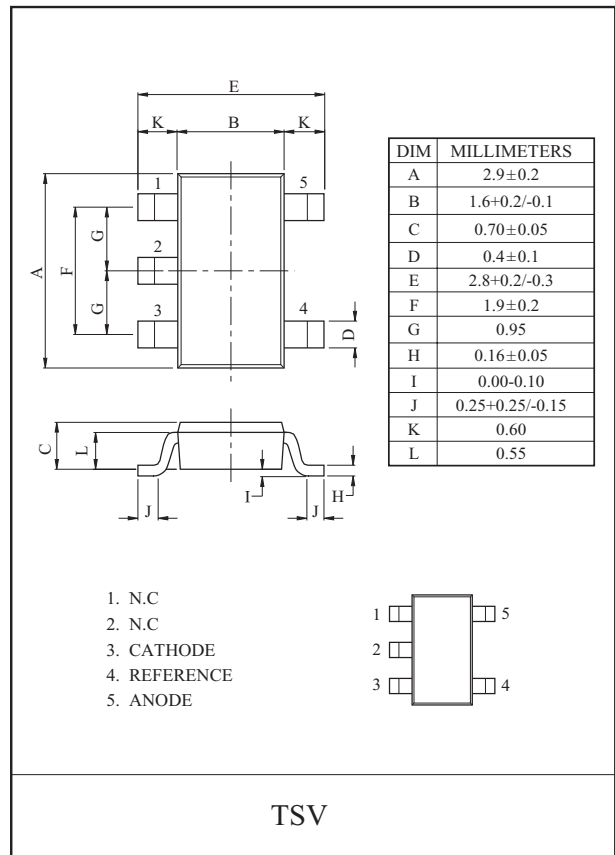 E
K B K
1 5
G
2
A F
G
3 4
D
C L
I H
J J
DIM MILLIMETERS
A 2.9±0.2
B 1.6+0.2/-0.1
C 0.70±0.05
D 0.4±0.1
E 2.8+0.2/-0.3
F 1.9±0.2
G 0.95
H 0.16±0.05
I 0.00-0.10
J 0.25+0.25/-0.15
K 0.60
L 0.55
1. N.C
2. N.C
3. CATHODE
4. REFERENCE
5. ANODE
1 5
2
3 4
TSV